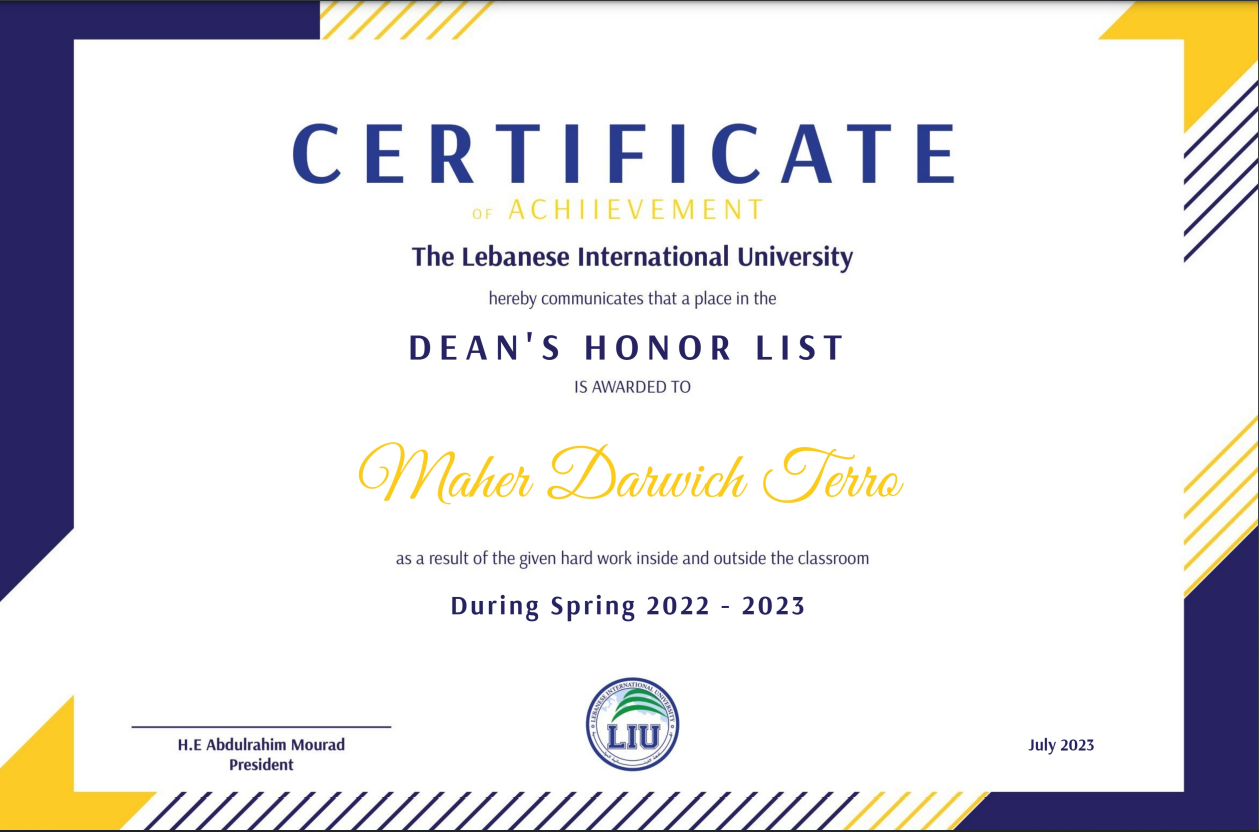 CERTIFICATE
OF ACHIIEVEMENT
The Lebanese International University
hereby communicates that a place in the
DEAN'S HONOR LIST
IS AWARDED TO
Maher Darwich Terro
as a result of the given hard work inside and outside the classroom
During Spring 2022 - 2023
LEBANESE INTERNATIONAL UNIVERSITY
LIU
H.E Abdulrahim Mourad
President
July 2023